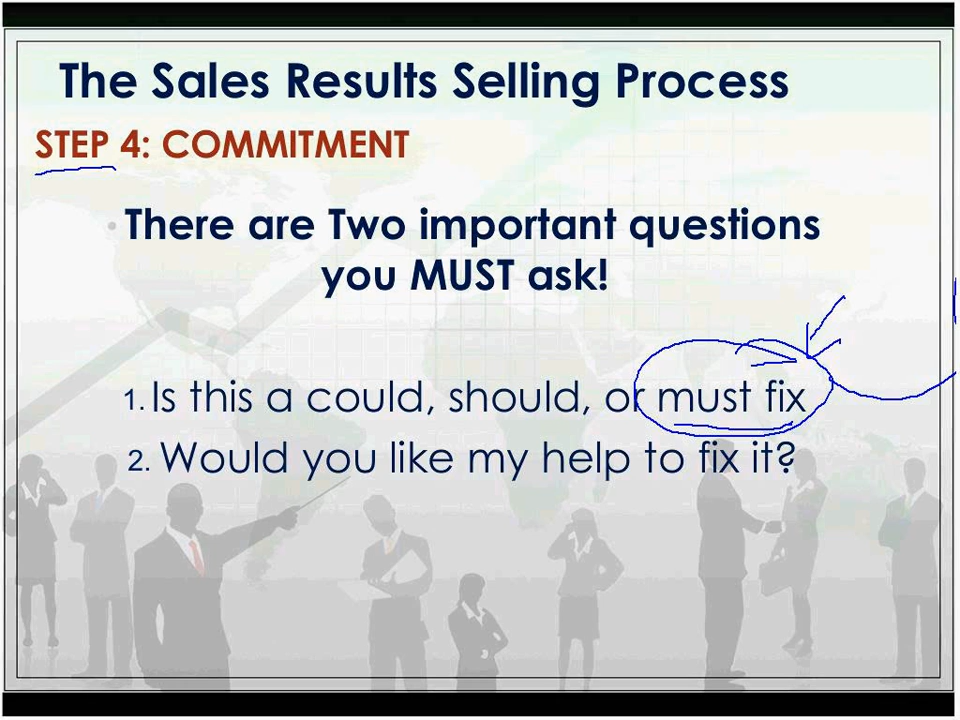 The Sales Results Selling Process
STEP 4: COMMITMENT
• There are Two important questions
you MUST ask!
1. Is this a could, should, or must fix
2. Would you like my help to fix it?